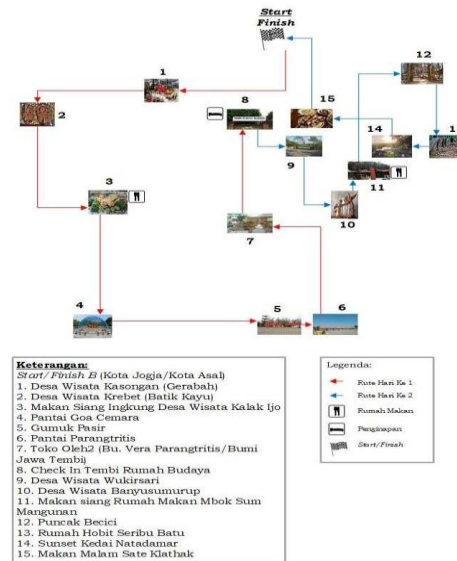 Start
Finish
1
2
3
4
5
6
7
8
9
10
11
12
1
14
15
Keterangan:
Start/Finish B (Kota Jogja/Kota Asal)
1. Desa Wisata Kasongan (Gerabah)
2. Desa Wisata Krebet (Batik Kayu)
3. Makan Siang Ingkung Desa Wisata Kalak Ijo
4. Pantai Goa Cemara
5. Gumuk Pasir
6. Pantai Parangtritis
7. Toko Oleh2 (Bu. Vera Parangtritis/Bumi
Jawa Tembi)
8. Check In Tembi Rumah Budaya
9. Desa Wisata Wukirsari
10. Desa Wisata Banyusumurup
11. Makan siang Rumah Makan Mbok Sum
Mangunan
12. Puncak Becici
13. Rumah Hobit Seribu Batu
14. Sunset Kedai Natadamar
15. Makan Malam Sate Klathak
Legenda:
Rute Hari Ke 1
Rute Hari Ke 2
Rumah Makan
Penginapan
Start/Finish